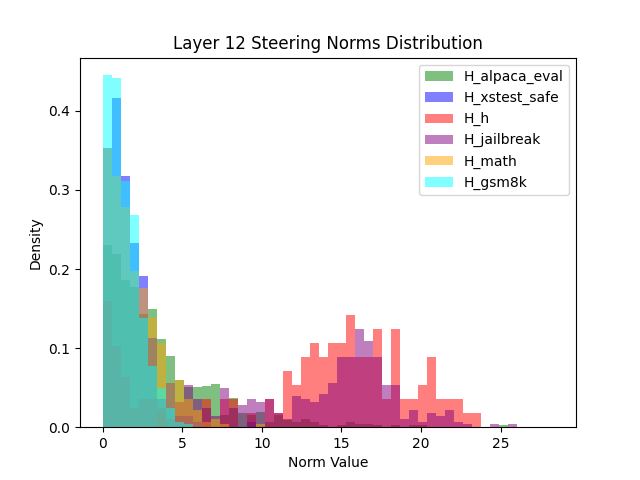 Layer 12 Steering Norms Distribution
H_alpaca_eval
H_xstest_safe
H_h
H_jailbreak
H_math
H_gsm8k
Density
0.4
0.3
0.2
0.1
0.0
0 5 10 15 20 25
Norm Value